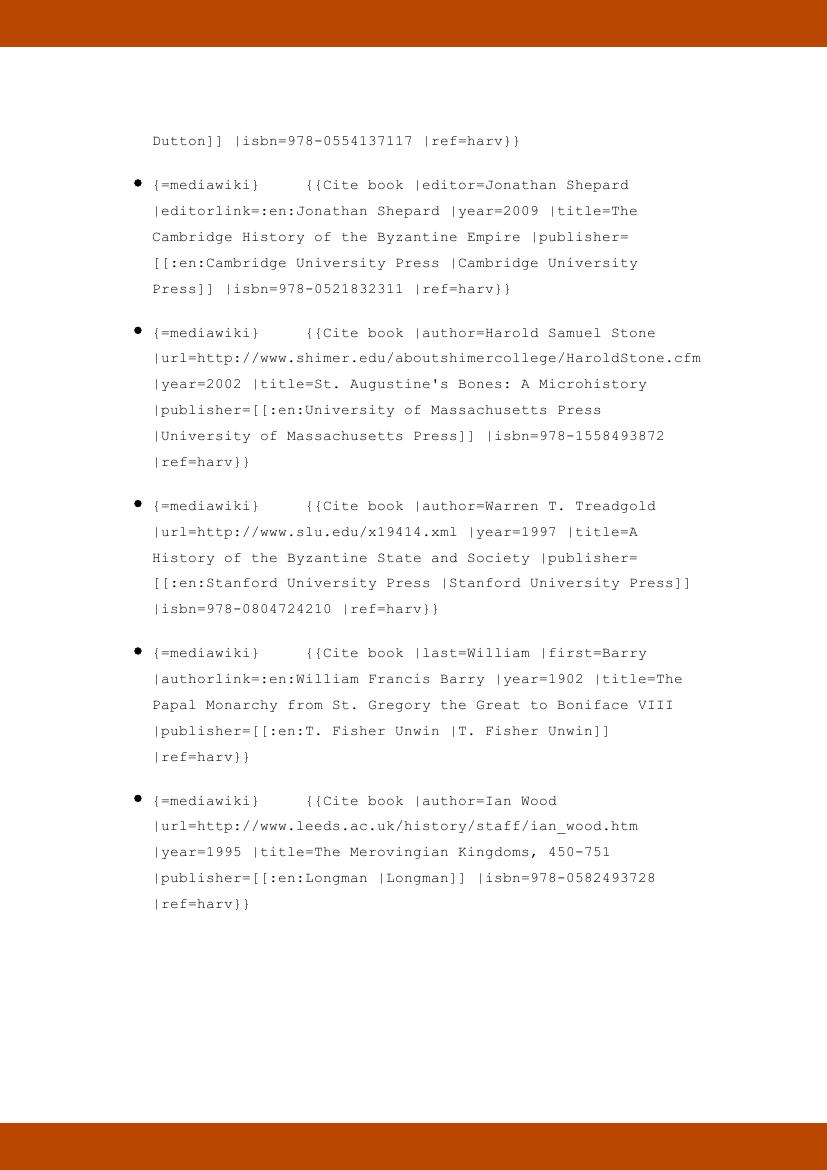 Dutton]] |isbn=978-0554137117 |ref=harv}}
• {=mediawiki} {{Cite book |editor=Jonathan Shepard
|editorlink=:en:Jonathan Shepard |year=2009 |title=The
Cambridge History of the Byzantine Empire |publisher=
[[:en:Cambridge University Press |Cambridge University
Press]] |isbn=978-0521832311 |ref=harv}}
• {=mediawiki} {{Cite book |author=Harold Samuel Stone
|url=http://www.shimer.edu/aboutshimercollege/HaroldStone.cfm
|year=2002 |title=St. Augustine's Bones: A Microhistory
|publisher=[[:en:University of Massachusetts Press
|University of Massachusetts Press]] |isbn=978-1558493872
|ref=harv}}
• {=mediawiki} {{Cite book |author=Warren T. Treadgold
|url=http://www.slu.edu/x19414.xml |year=1997 |title=A
History of the Byzantine State and Society |publisher=
[[:en:Stanford University Press |Stanford University Press]]
|isbn=978-0804724210 |ref=harv}}
• {=mediawiki} {{Cite book |last=William |first=Barry
|authorlink=:en:William Francis Barry |year=1902 |title=The
Papal Monarchy from St. Gregory the Great to Boniface VIII
|publisher=[[:en:T. Fisher Unwin |T. Fisher Unwin]]
|ref=harv}}
• {=mediawiki} {{Cite book |author=Ian Wood
|url=http://www.leeds.ac.uk/history/staff/ian_wood.htm
|year=1995 |title=The Merovingian Kingdoms, 450-751
|publisher=[[:en:Longman |Longman]] |isbn=978-0582493728
|ref=harv}}